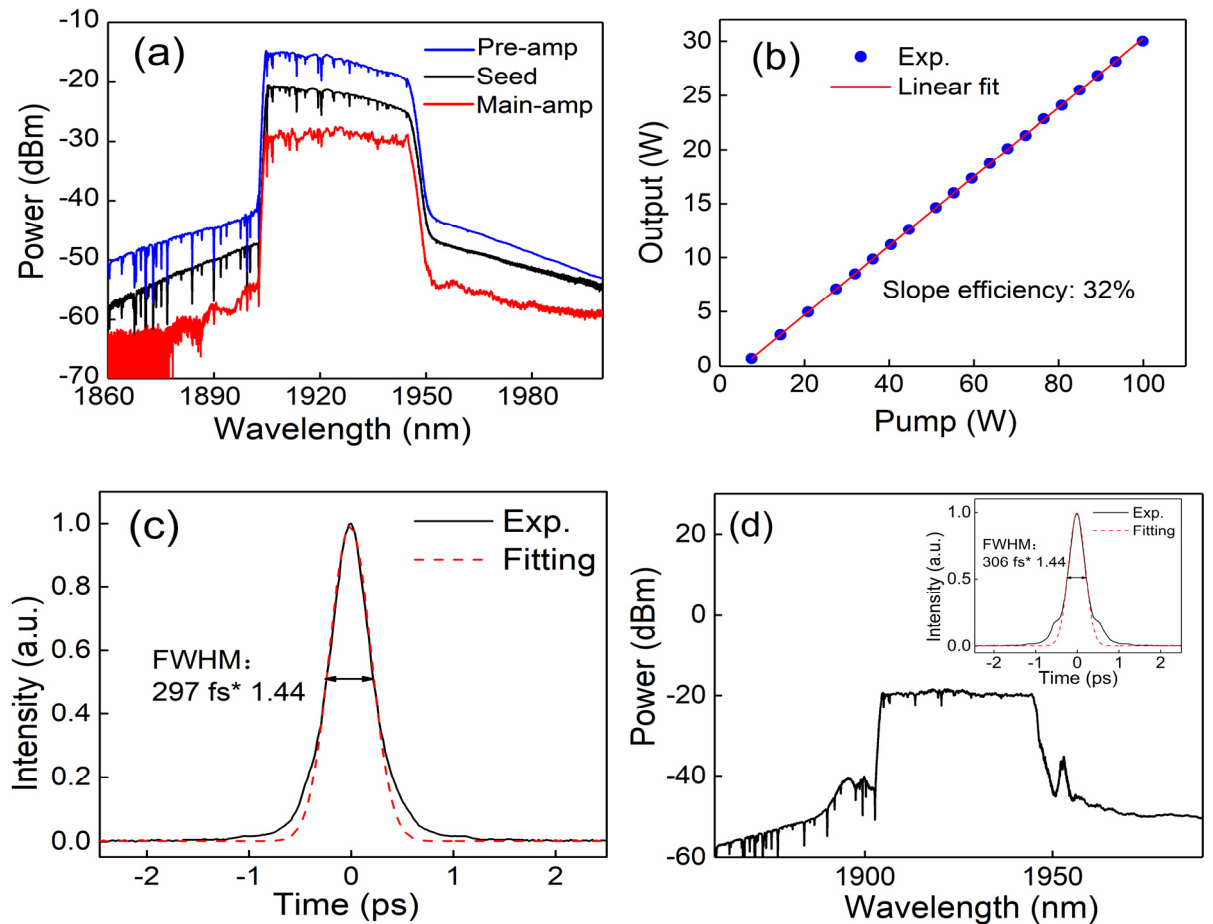 (a)
Pre-amp
Seed
Main-amp
-10
-20
-30
-40
-50
-60
-70
Power (dBm)
1860 1890 1920 1950 1980
Wavelength (nm)
(b)
Exp.
Linear fit
30
25
20
15
10
5
0
Output (W)
Slope efficiency: 32%
0 20 40 60 80 100
Pump (W)
(c)
Exp.
Fitting
FWHM:
297 fs* 1.44
1.0
0.8
0.6
0.4
0.2
0.0
Intensity (a.u.)
-2 -1 0 1 2
Time (ps)
(d)
20
0
-20
-40
-60
Power (dBm)
1900 1950
Wavelength (nm)
1.0
0.5
0.0
Intensity (a.u.)
Exp.
Fitting
FWHM:
306 fs* 1.44
-2 -1 0 1 2
Time (ps)